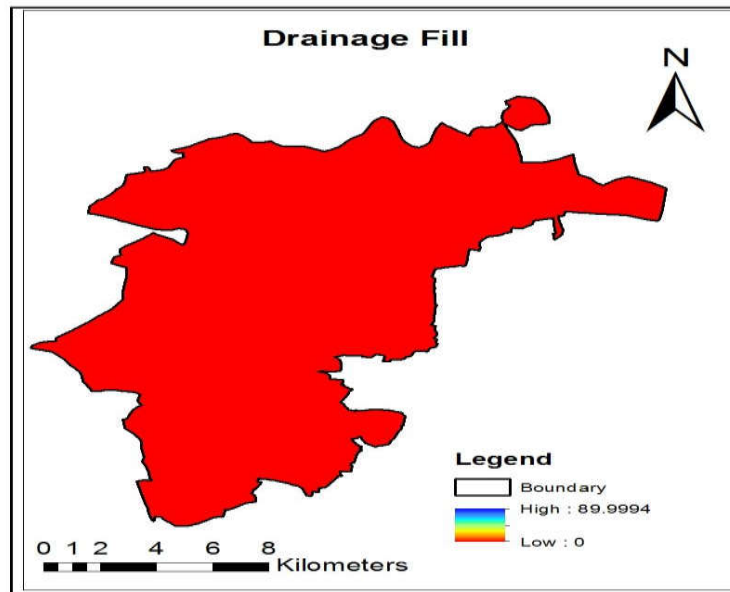 Drainage Fill
N
Legend
Boundary
High : 89.9994
Low : 0
0 1 2 4 6 8
Kilometers